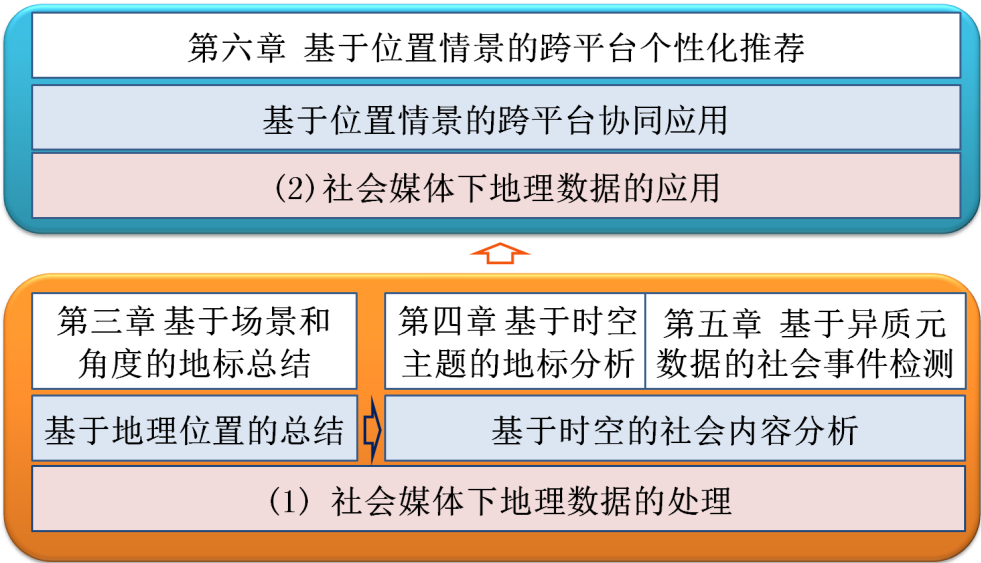 第六章 基于位置情景的跨平台个性化推荐
基于位置情景的跨平台协同应用
(2)社会媒体下地理数据的应用
第三章 基于场景和
角度的地标总结
第四章 基于时空
主题的地标分析
第五章 基于异质元
数据的社会事件检测
基于地理位置的总结
基于时空的社会内容分析
(1) 社会媒体下地理数据的处理